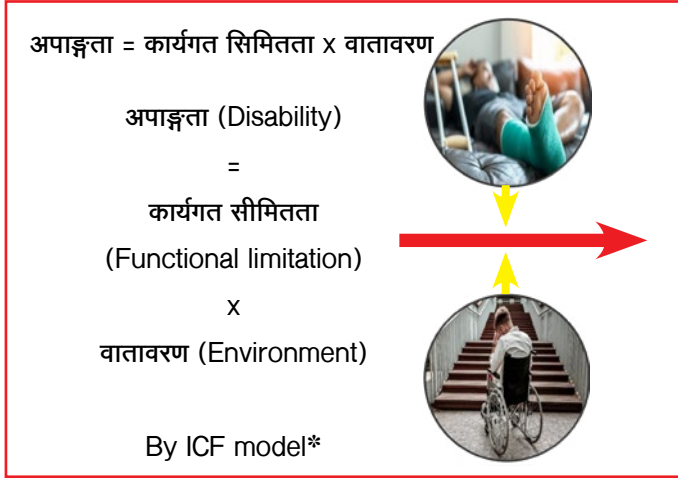 अपाङ्गता = कार्यगत सिमितता x वातावरण
अपाङ्गता (Disability)
=
कार्यगत सीमितता
(Functional limitation)
x
वातावरण (Environment)
By ICF model*